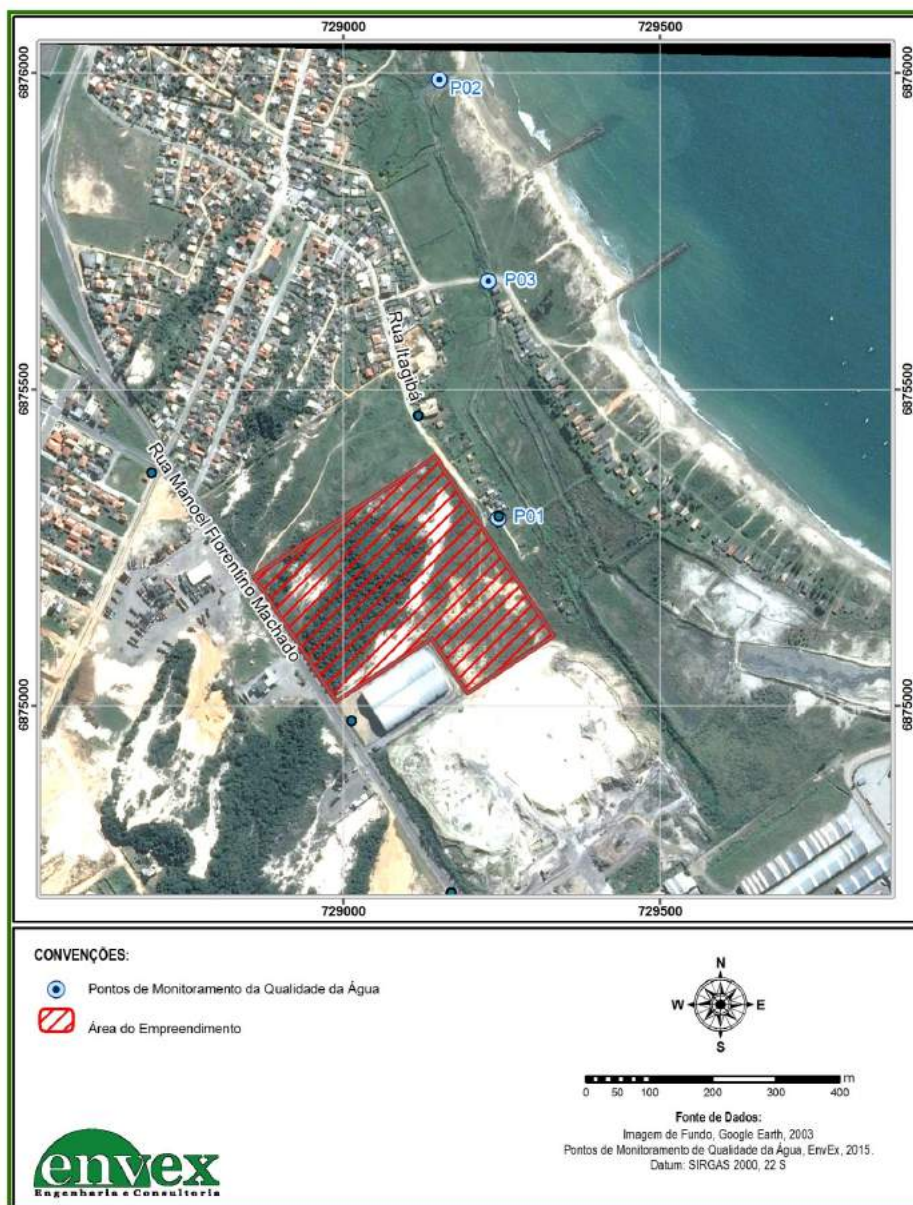 729000
729500
6876000
6876000
P02
P03
Rua Itagibá
6875500
6875500
Rua Manoel Florentino Machado
P01
6875000
6875000
729000
729500
CONVENÇÕES:
Pontos de Monitoramento da Qualidade da Água
Área do Empreendimento
N
W
E
S
0 50 100 200 300 400 m
Fonte de Dados:
Imagem de Fundo, Google Earth, 2003
Pontos de Monitoramento de Qualidade da Água, EnvEx, 2015.
Datum: SIRGAS 2000, 22 S
envex
Engenharia e Consultoria